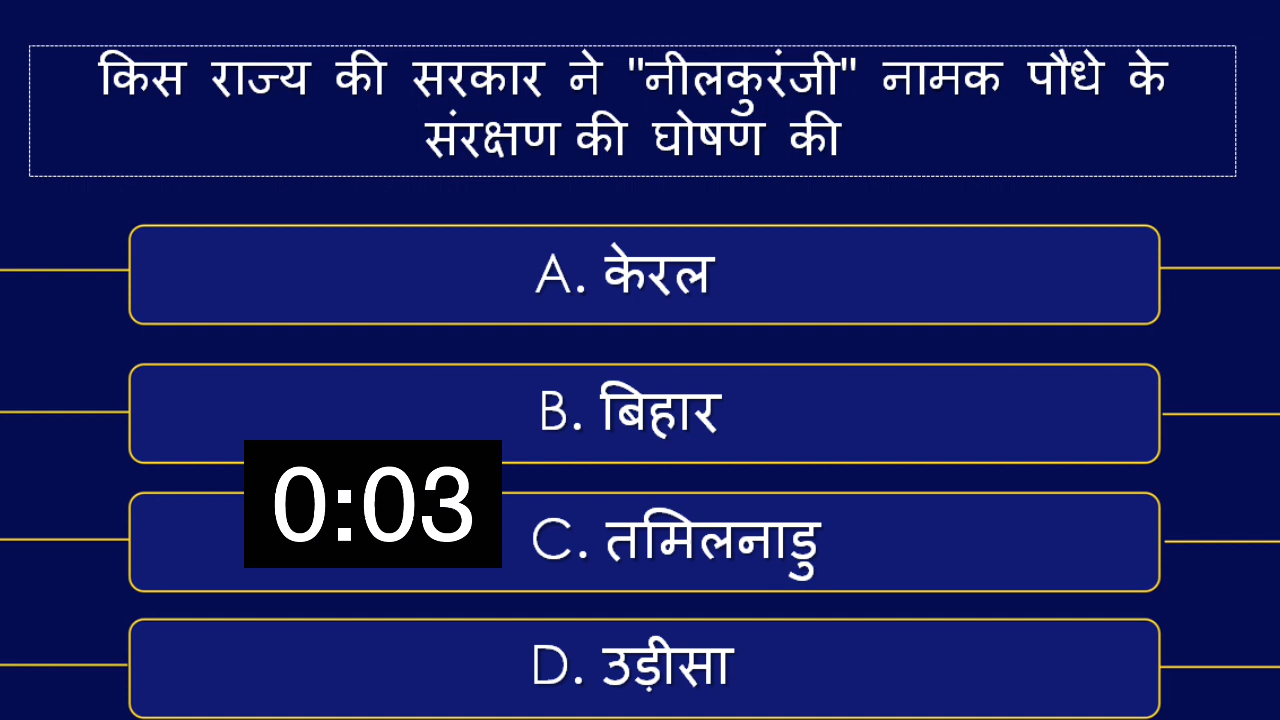 किस राज्य की सरकार ने "नीलकुरंजी" नामक पौधे के
संरक्षण की घोषण की
A. केरल
B. बिहार
0:03
C. तमिलनाडु
D. उड़ीसा